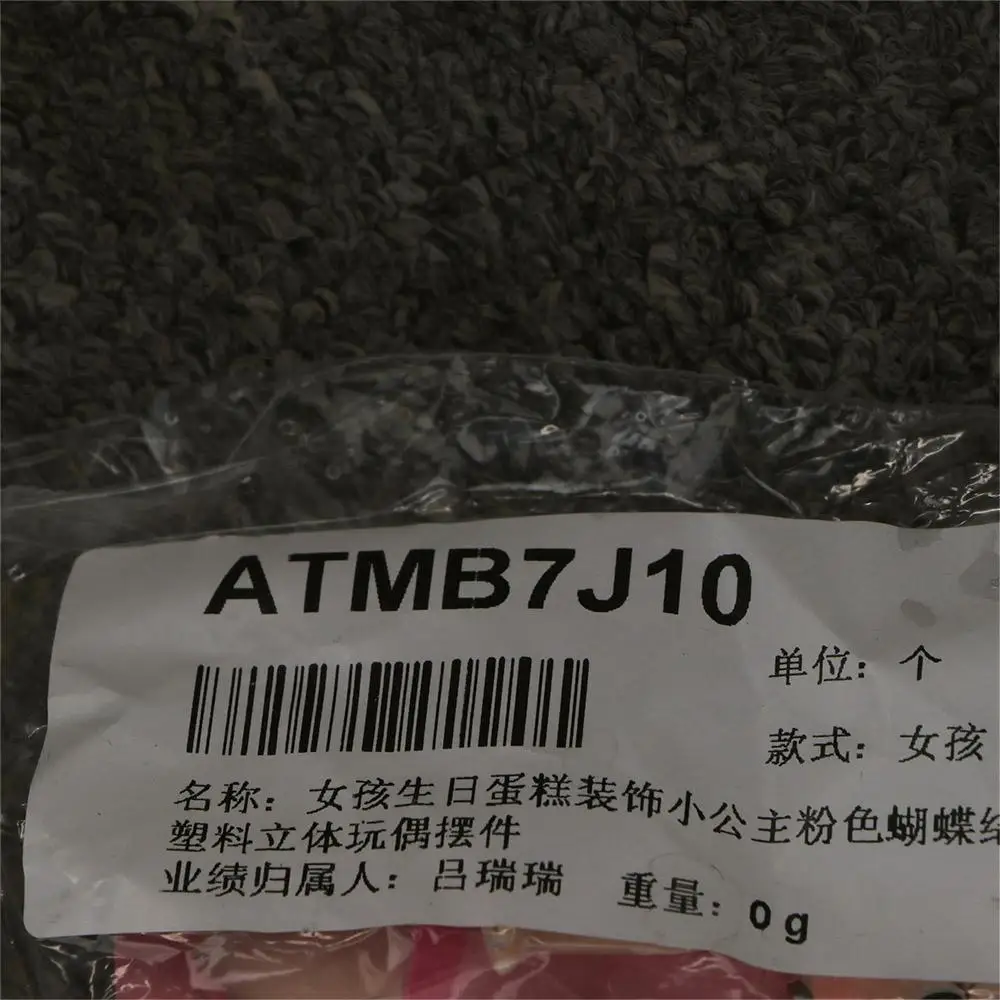 ATMB7J10
单位：个
款式：女孩
名称：女孩生日蛋糕装饰小公主粉色蝴蝶结
塑料立体玩偶摆件
业绩归属人：吕瑞瑞 重量：0g